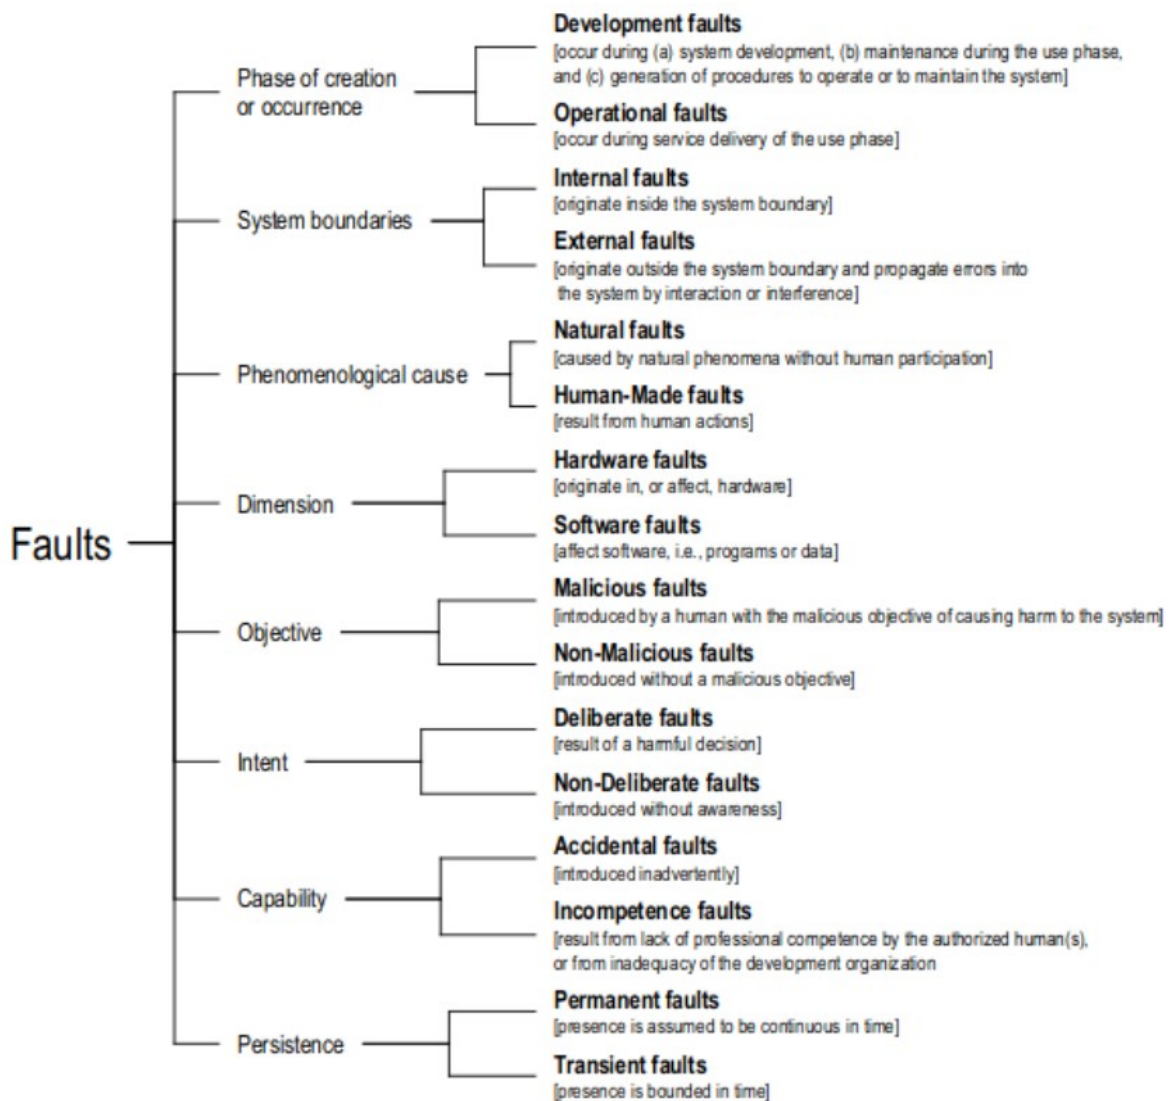 Faults
Phase of creation
or occurrence
Development faults
[occur during (a) system development, (b) maintenance during the use phase,
and (c) generation of procedures to operate or to maintain the system]
Operational faults
[occur during service delivery of the use phase]
System boundaries
Internal faults
[originate inside the system boundary]
External faults
[originate outside the system boundary and propagate errors into
the system by interaction or interference]
Phenomenological cause
Natural faults
[caused by natural phenomena without human participation]
Human-Made faults
[result from human actions]
Dimension
Hardware faults
[originate in, or affect, hardware]
Software faults
[affect software, i.e., programs or data]
Objective
Malicious faults
[introduced by a human with the malicious objective of causing harm to the system]
Non-Malicious faults
[introduced without a malicious objective]
Intent
Deliberate faults
[result of a harmful decision]
Non-Deliberate faults
[introduced without awareness]
Capability
Accidental faults
[introduced inadvertently]
Incompetence faults
[result from lack of professional competence by the authorized human(s),
or from inadequacy of the development organization
Persistence
Permanent faults
[presence is assumed to be continuous in time]
Transient faults
[presence is bounded in time]